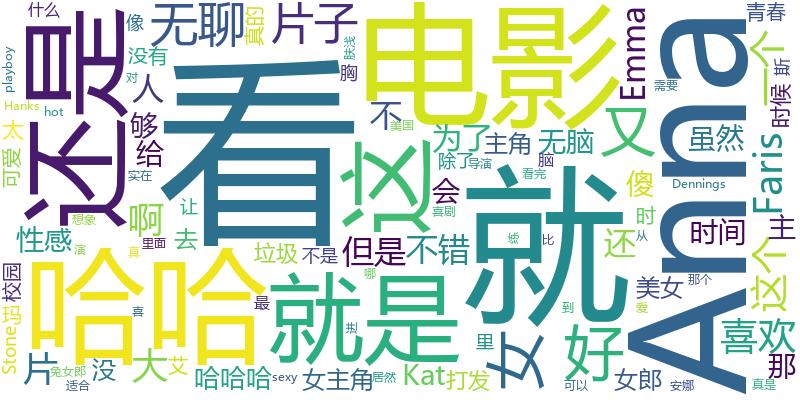 什么
像
无聊
真的
片子
电影
Anna
青春
一个
斯
时候
playboy
没有
对
还是
人
看
肤浅
胸
不
Emma
需要
Hanks
hot
太
可爱
够
给
美国
为了
主角
无脑
又
虽然
Faris
实在
这
除了
导演
脑
就
Dennings
想象
让
啊
去
会
看完
傻
时
从
性感
里面
演
真
垃圾
不是
但是
喜剧
不错
比
还
时间
主
这个
校园
玛
Stone
哈哈
喜
最
就是
哪
到
里
女
好
美女
爱
那个
喜欢
那
片
兔女郎
适合
没
大
艾
哈哈哈
sexy
女主角
居然
Kat
打发
可以
女郎
安娜
真是